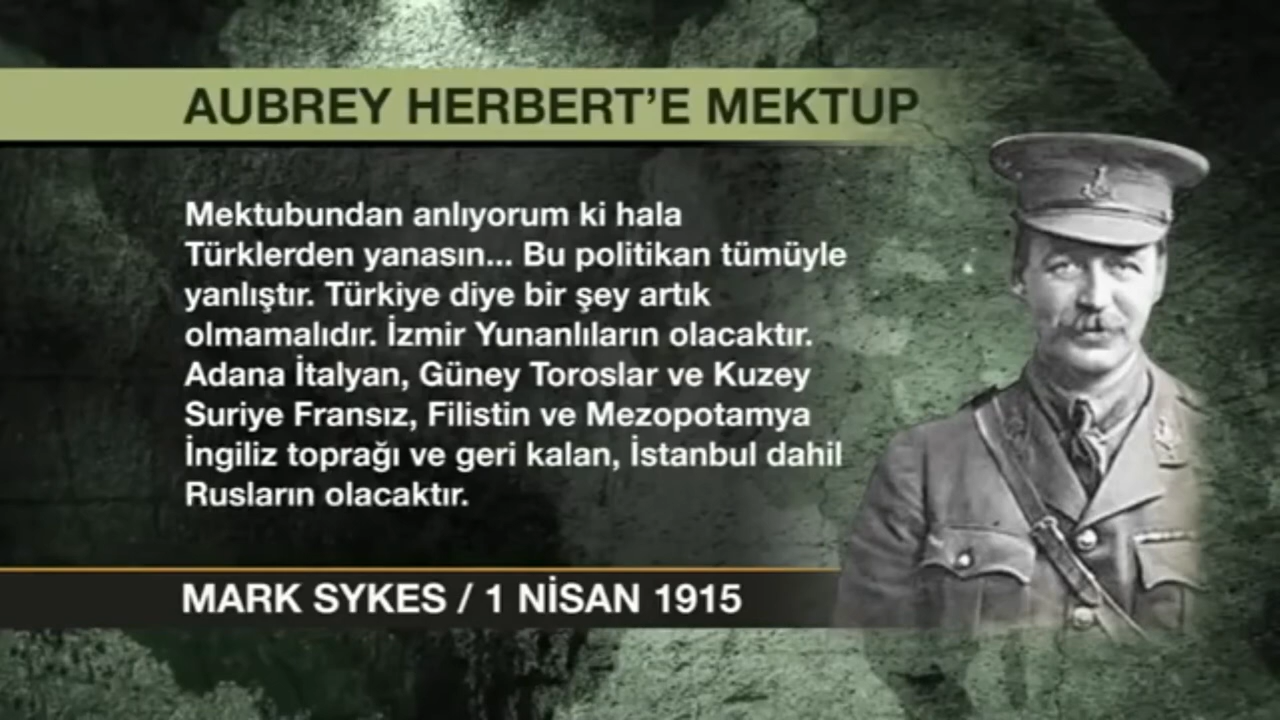 AUBREY HERBERT'E MEKTUP
Mektubundan anlıyorum ki hala
Türklerden yanasın... Bu politikan tümüyle
yanlıştır. Türkiye diye bir şey artık
olmamalıdır. İzmir Yunanlıların olacaktır.
Adana İtalyan, Güney Toroslar ve Kuzey
Suriye Fransız, Filistin ve Mezopotamya
İngiliz toprağı ve geri kalan, İstanbul dahil
Rusların olacaktır.
MARK SYKES / 1 NİSAN 1915